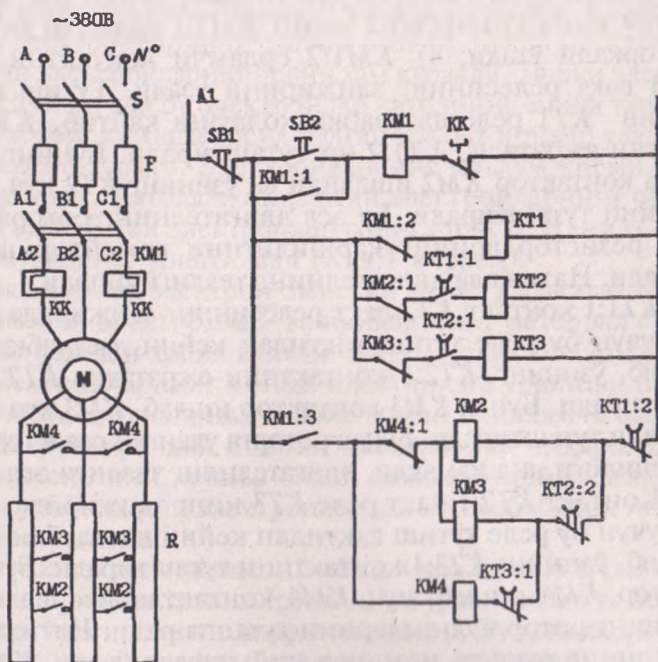 ~380В
A B C N°
S
F
A1 B1 C1
A2 B2 C2 KM1
KK KK
M
KM4 KM4
KM3 KM3
KM2 KM2
R
A1
SB1 SB2 KM1 KK
KM1:1
KM1:2 KT1
KM2:1 KT1:1 KT2
KM3:1 KT2:1 KT3
KM1:3 KM4:1 KM2 KT1:2
KM3 KT2:2
KM4 KT3:1